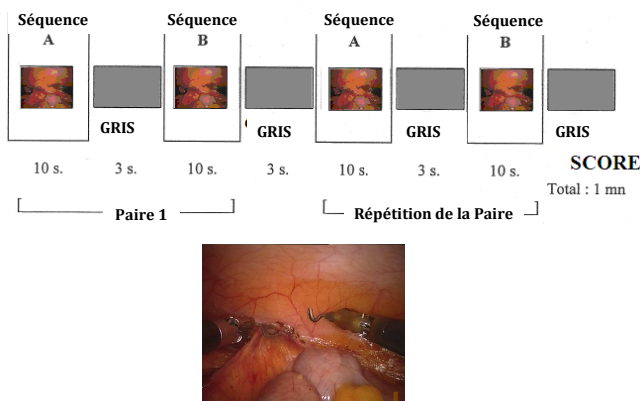 Séquence Séquence Séquence Séquence
A B A B
GRIS GRIS GRIS GRIS
10 s. 3 s. 10 s. 3 s. 10 s. 3 s. 10 s. SCORE
Total : 1 mn
Paire 1 Répétition de la Paire